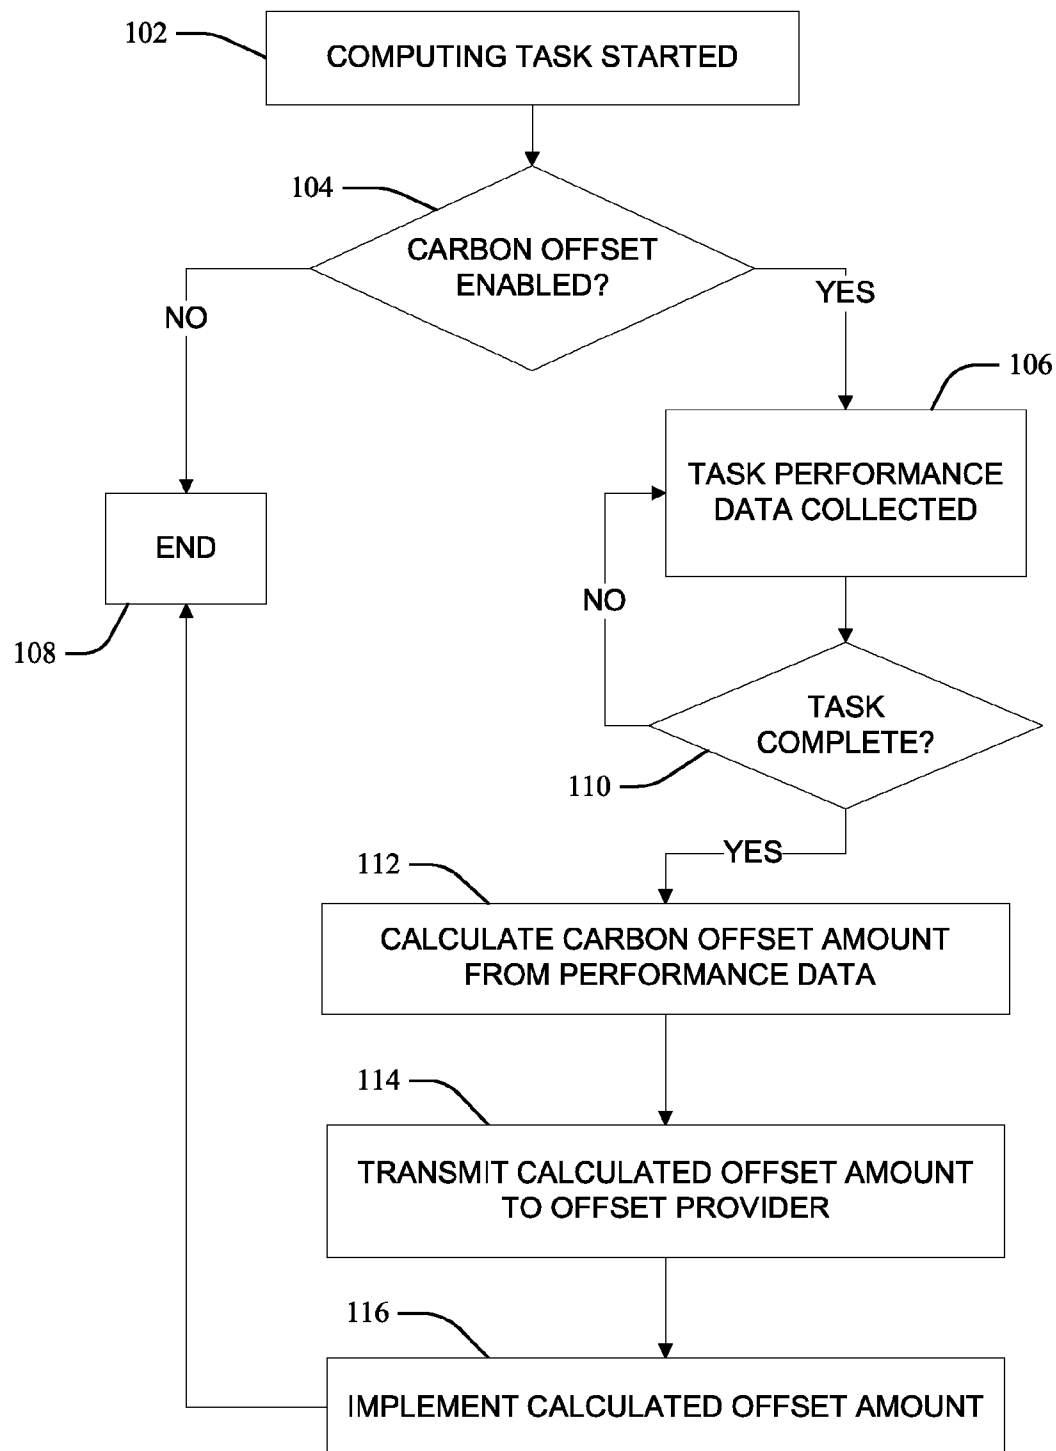 102
COMPUTING TASK STARTED
104
CARBON OFFSET
ENABLED?
NO
YES
106
TASK PERFORMANCE
DATA COLLECTED
END
NO
108
TASK
COMPLETE?
110
YES
112
CALCULATE CARBON OFFSET AMOUNT
FROM PERFORMANCE DATA
114
TRANSMIT CALCULATED OFFSET AMOUNT
TO OFFSET PROVIDER
116
IMPLEMENT CALCULATED OFFSET AMOUNT